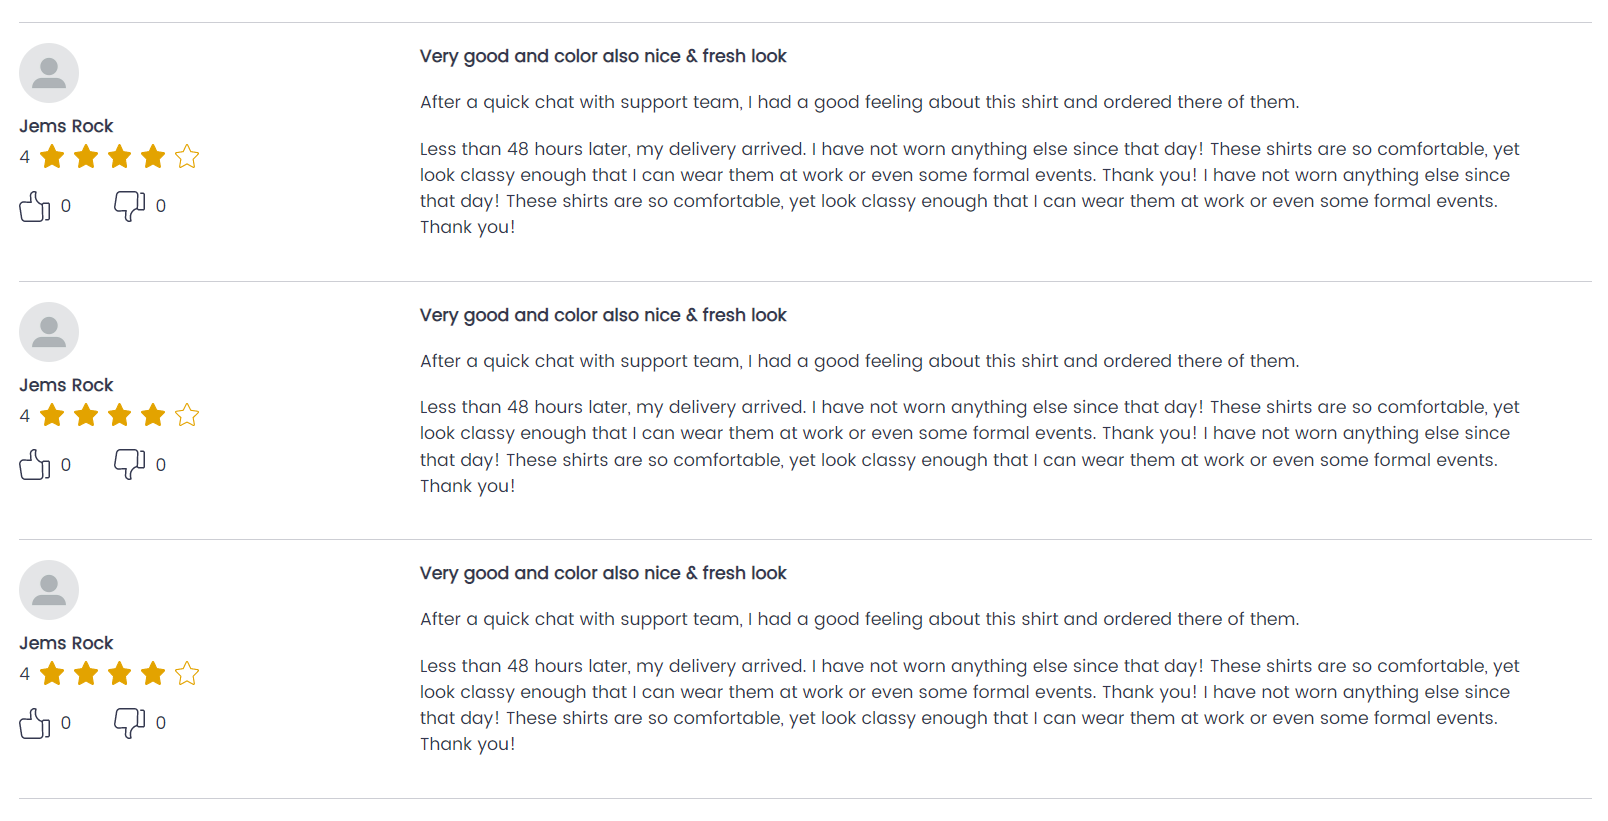 Very good and color also nice & fresh look
After a quick chat with support team, I had a good feeling about this shirt and ordered there of them.
Jems Rock
4
0 0
Less than 48 hours later, my delivery arrived. I have not worn anything else since that day! These shirts are so comfortable, yet
look classy enough that I can wear them at work or even some formal events. Thank you! I have not worn anything else since
that day! These shirts are so comfortable, yet look classy enough that I can wear them at work or even some formal events.
Thank you!
Very good and color also nice & fresh look
After a quick chat with support team, I had a good feeling about this shirt and ordered there of them.
Jems Rock
4
0 0
Less than 48 hours later, my delivery arrived. I have not worn anything else since that day! These shirts are so comfortable, yet
look classy enough that I can wear them at work or even some formal events. Thank you! I have not worn anything else since
that day! These shirts are so comfortable, yet look classy enough that I can wear them at work or even some formal events.
Thank you!
Very good and color also nice & fresh look
After a quick chat with support team, I had a good feeling about this shirt and ordered there of them.
Jems Rock
4
0 0
Less than 48 hours later, my delivery arrived. I have not worn anything else since that day! These shirts are so comfortable, yet
look classy enough that I can wear them at work or even some formal events. Thank you! I have not worn anything else since
that day! These shirts are so comfortable, yet look classy enough that I can wear them at work or even some formal events.
Thank you!